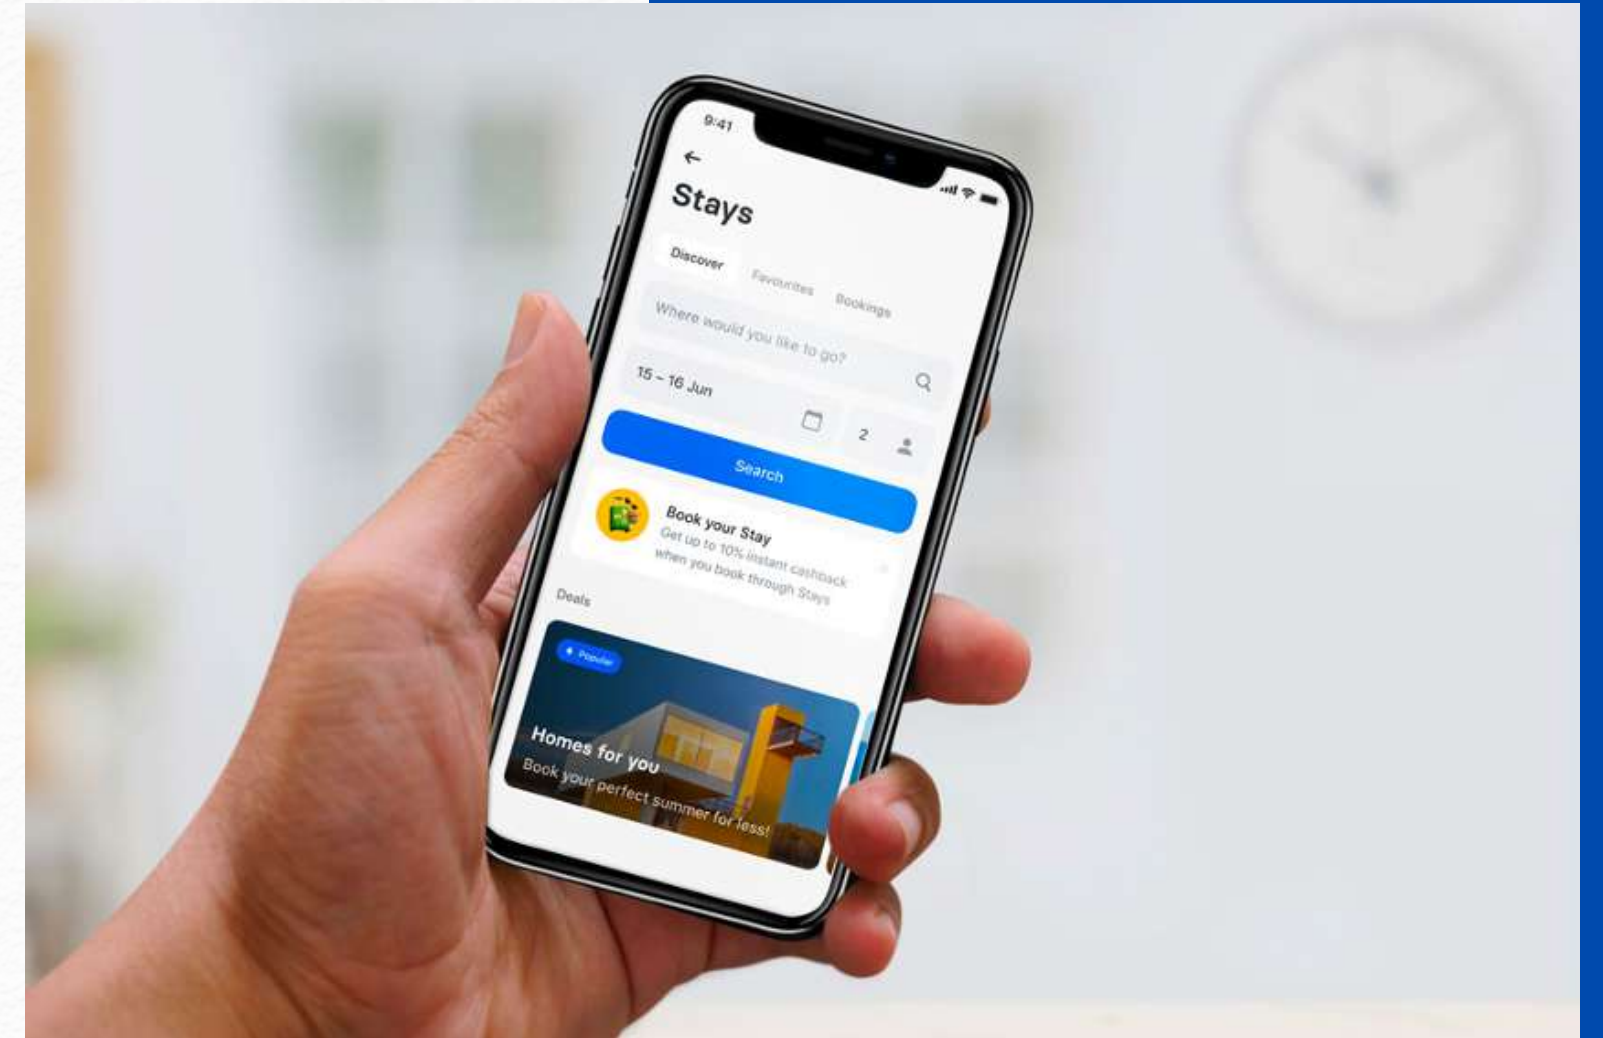 9:41
Stays
Discover Favourites Bookings
Where would you like to go?
15 – 16 Jun 2
Search
Book your Stay
Get up to 10% instant cashback
when you book through Stays
Deals
Popular
Homes for you
Book your perfect summer for less!